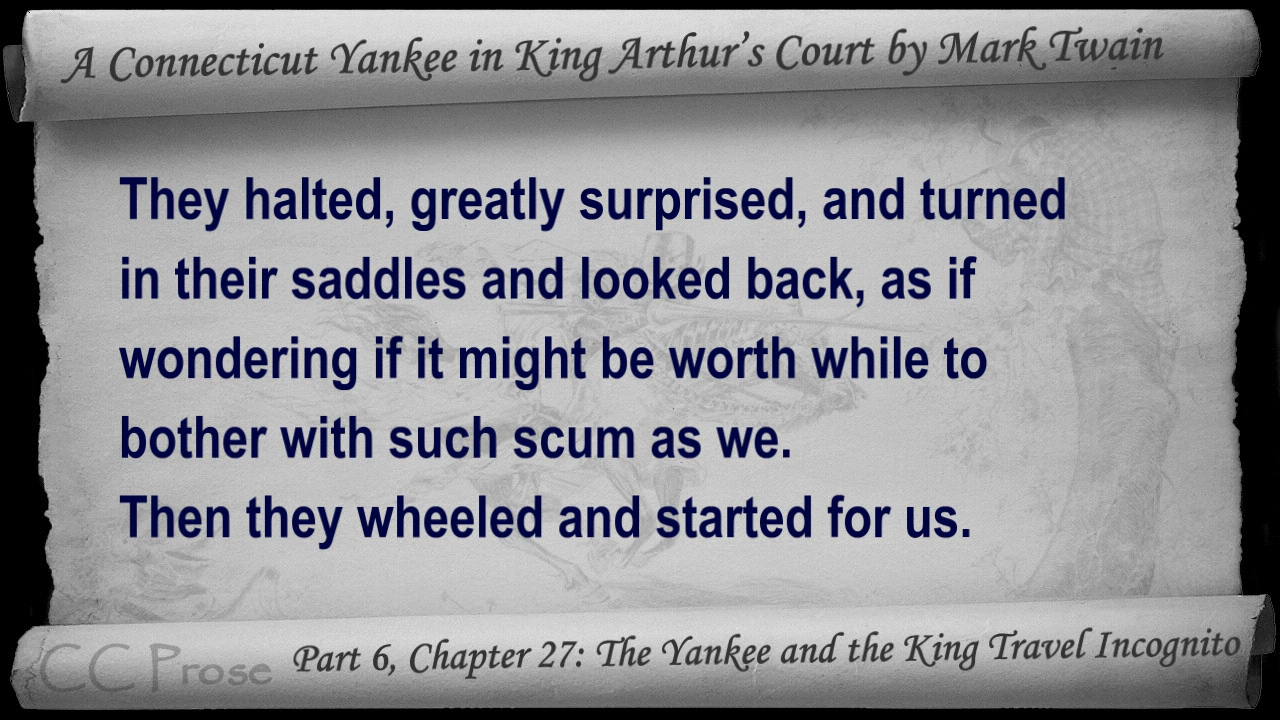 A Connecticut Yankee in King Arthur's Court by Mark Twain
They halted, greatly surprised, and turned
in their saddles and looked back, as if
wondering if it might be worth while to
bother with such scum as we.
Then they wheeled and started for us.
CC Prose
Part 6, Chapter 27: The Yankee and the King Travel Incognito